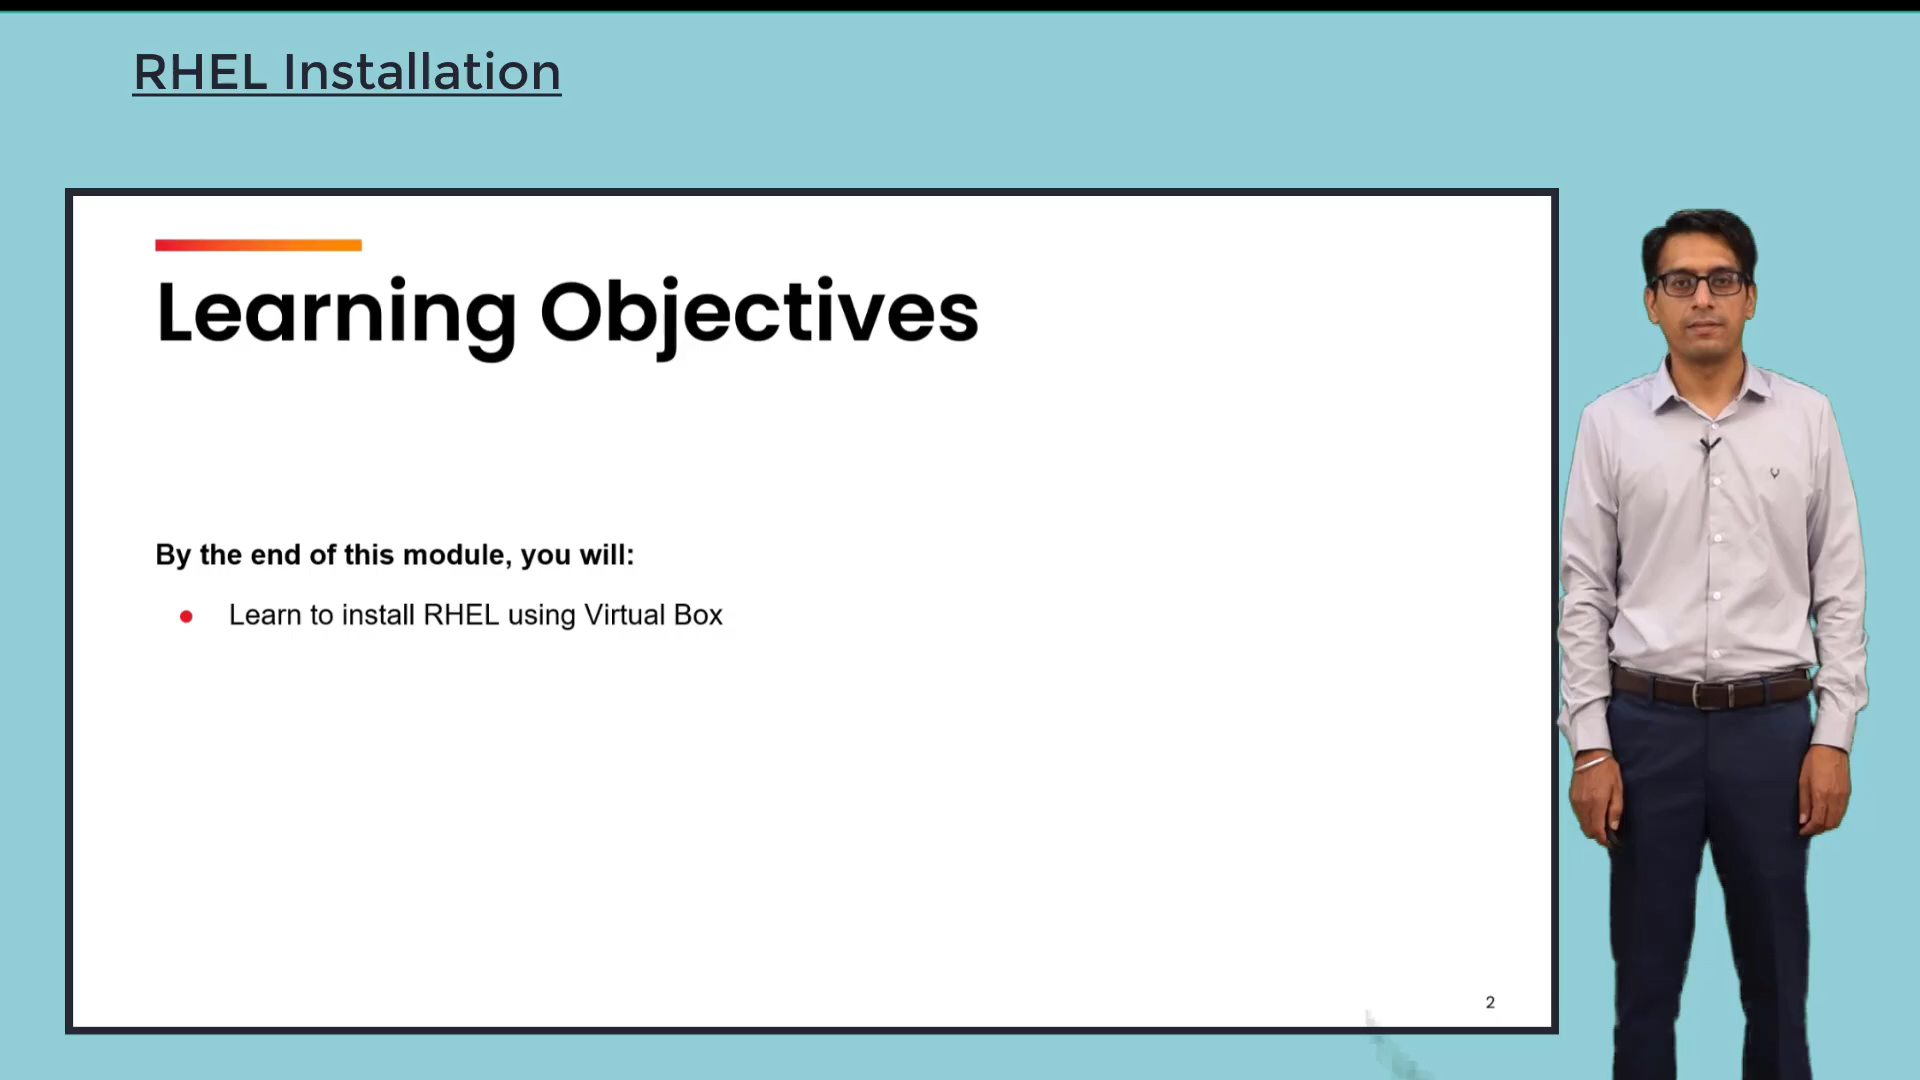 RHEL Installation
Learning Objectives
By the end of this module, you will:
● Learn to install RHEL using Virtual Box
2